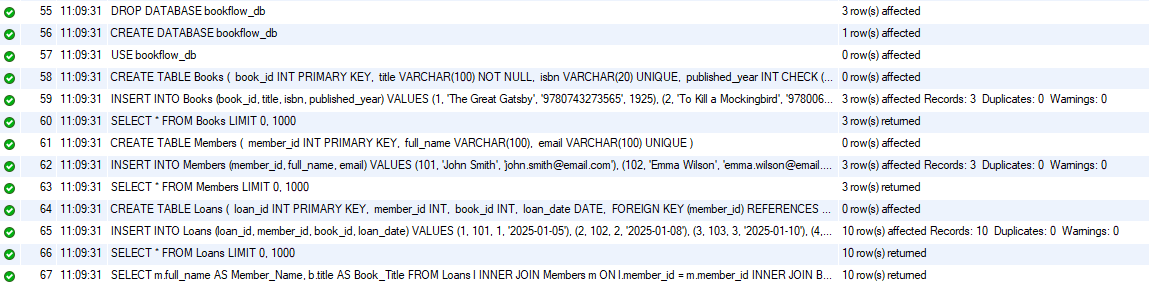 55 11:09:31 DROP DATABASE bookflow_db 3 row(s) affected
56 11:09:31 CREATE DATABASE bookflow_db 1 row(s) affected
57 11:09:31 USE bookflow_db 0 row(s) affected
58 11:09:31 CREATE TABLE Books ( book_id INT PRIMARY KEY, title VARCHAR(100) NOT NULL, isbn VARCHAR(20) UNIQUE, published_year INT CHECK (... 0 row(s) affected
59 11:09:31 INSERT INTO Books (book_id, title, isbn, published_year) VALUES (1, 'The Great Gatsby', '9780743273565', 1925), (2, 'To Kill a Mockingbird', '978006... 3 row(s) affected Records: 3 Duplicates: 0 Warnings: 0
60 11:09:31 SELECT * FROM Books LIMIT 0, 1000 3 row(s) returned
61 11:09:31 CREATE TABLE Members ( member_id INT PRIMARY KEY, full_name VARCHAR(100), email VARCHAR(100) UNIQUE ) 0 row(s) affected
62 11:09:31 INSERT INTO Members (member_id, full_name, email) VALUES (101, 'John Smith', 'john.smith@email.com'), (102, 'Emma Wilson', 'emma.wilson@email.... 3 row(s) affected Records: 3 Duplicates: 0 Warnings: 0
63 11:09:31 SELECT * FROM Members LIMIT 0, 1000 3 row(s) returned
64 11:09:31 CREATE TABLE Loans ( loan_id INT PRIMARY KEY, member_id INT, book_id INT, loan_date DATE, FOREIGN KEY (member_id) REFERENCES ... 0 row(s) affected
65 11:09:31 INSERT INTO Loans (loan_id, member_id, book_id, loan_date) VALUES (1, 101, 1, '2025-01-05'), (2, 102, 2, '2025-01-08'), (3, 103, 3, '2025-01-10'), (4,... 10 row(s) affected Records: 10 Duplicates: 0 Warnings: 0
66 11:09:31 SELECT * FROM Loans LIMIT 0, 1000 10 row(s) returned
67 11:09:31 SELECT m.full_name AS Member_Name, b.title AS Book_Title FROM Loans l INNER JOIN Members m ON l.member_id = m.member_id INNER JOIN B... 10 row(s) returned